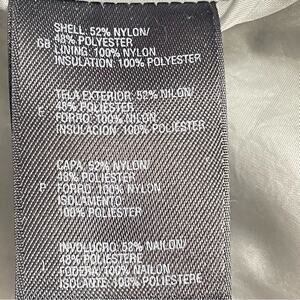 SHELL: 52% NYLON/
GB 48% POLYESTER
LINING: 100% NYLON
INSULATION: 100% POLYESTER
TELA EXTERIOR: 52% NILON/
E 48% POLIESTER
FORRO: 100% NILON
INSULACION: 100% POLIESTER
CAPA: 52% NYLON/
48% POLIESTER
P FORRO: 100% NYLON
ISOLAMENTO:
100% POLIESTER
INVOLUCRO: 52% NAILON/
48% POLIESTERE
I FODERA: 100% NAILON
ISOLANTE: 100% POLIESTERE